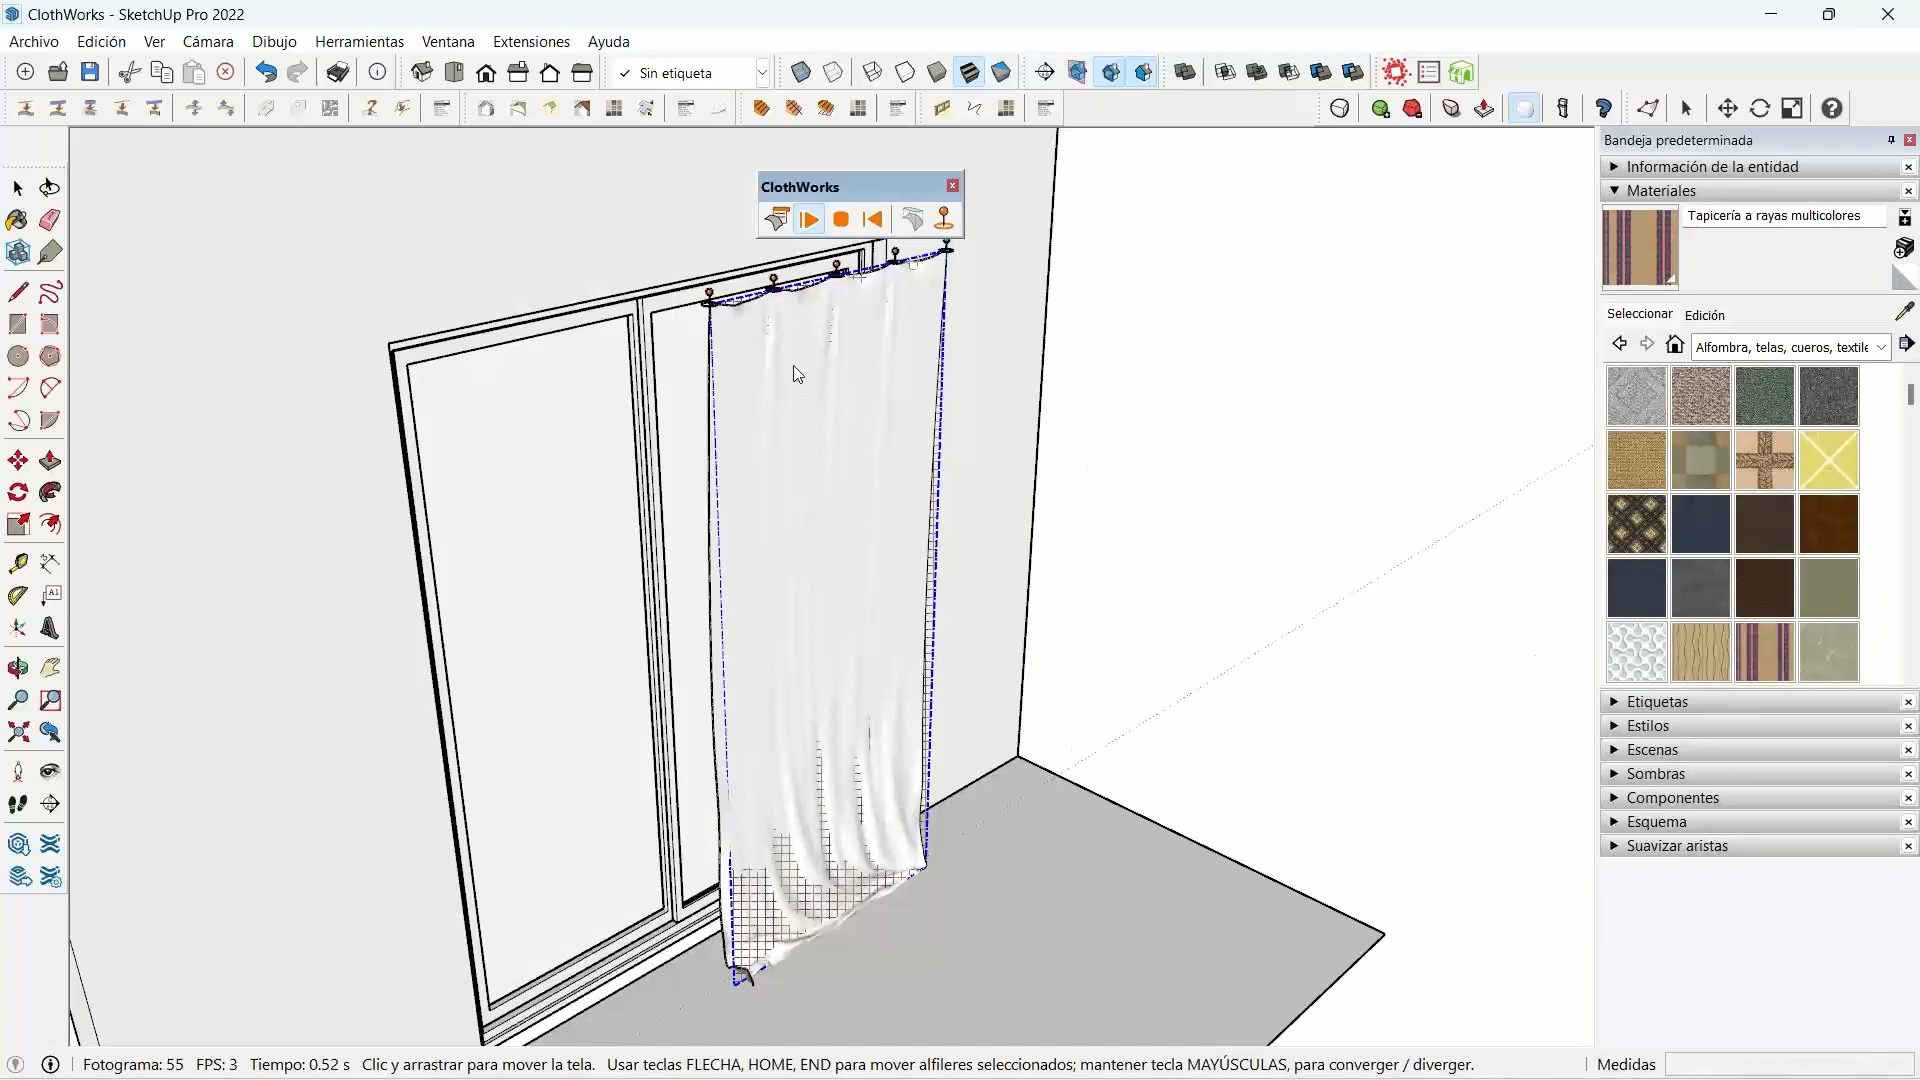 ClothWorks - SketchUp Pro 2022
Archivo Edición Ver Cámara Dibujo Herramientas Ventana Extensiones Ayuda
✓ Sin etiqueta
Bandeja predeterminada
Información de la entidad
Materiales
ClothWorks
Tapicería a rayas multicolores
Seleccionar Edición
Alfombra, telas, cueros, textile
A1
Etiquetas
Estilos
Escenas
Sombras
Componentes
Esquema
Suavizar aristas
Fotograma: 55 FPS: 3 Tiempo: 0.52 s Clic y arrastrar para mover la tela. Usar teclas FLECHA, HOME, END para mover alfileres seleccionados; mantener tecla MAYÚSCULAS, para converger / diverger.
Medidas